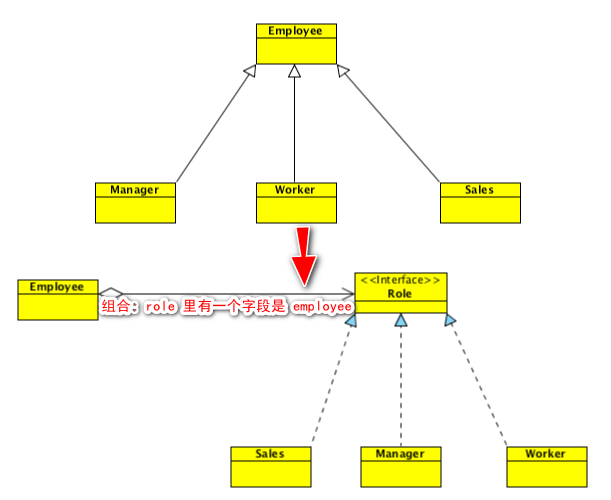 Employee
Manager
Worker
Sales
Employee
<<Interface>>
Role
组合：role 里有一个字段是 employee
Sales
Manager
Worker